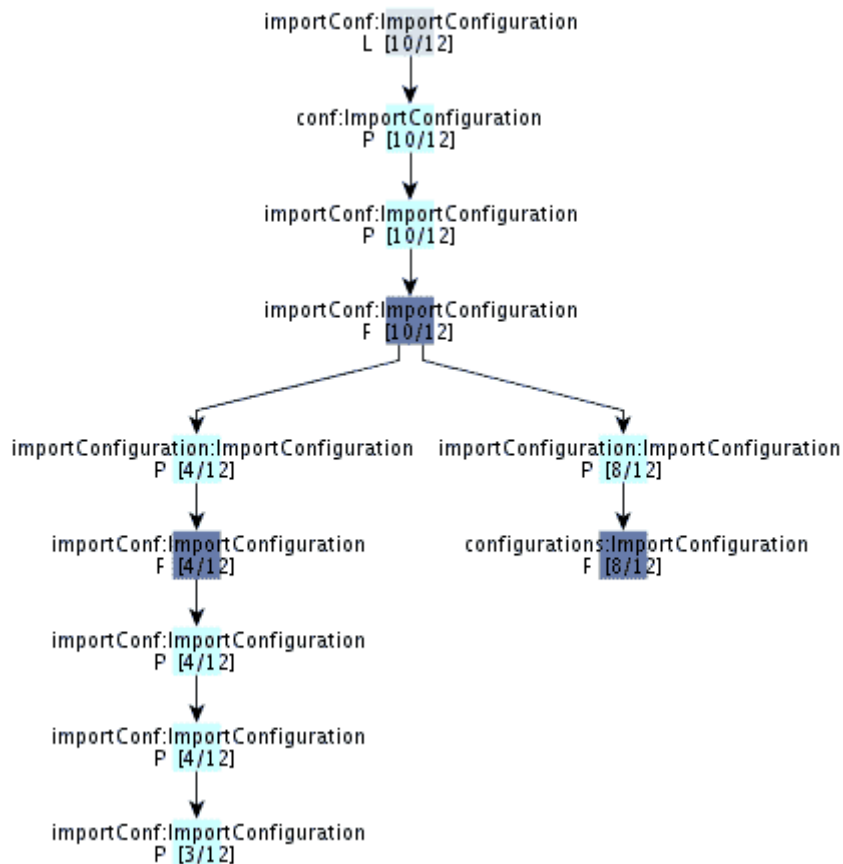 importConf:ImportConfiguration
L [10/12]
conf:ImportConfiguration
P [10/12]
importConf:ImportConfiguration
P [10/12]
importConf:ImportConfiguration
F [10/12]
importConfiguration:ImportConfiguration
P [4/12]
importConfiguration:ImportConfiguration
P [8/12]
importConf:ImportConfiguration
F [4/12]
configurations:ImportConfiguration
F [8/12]
importConf:ImportConfiguration
P [4/12]
importConf:ImportConfiguration
P [4/12]
importConf:ImportConfiguration
P [3/12]